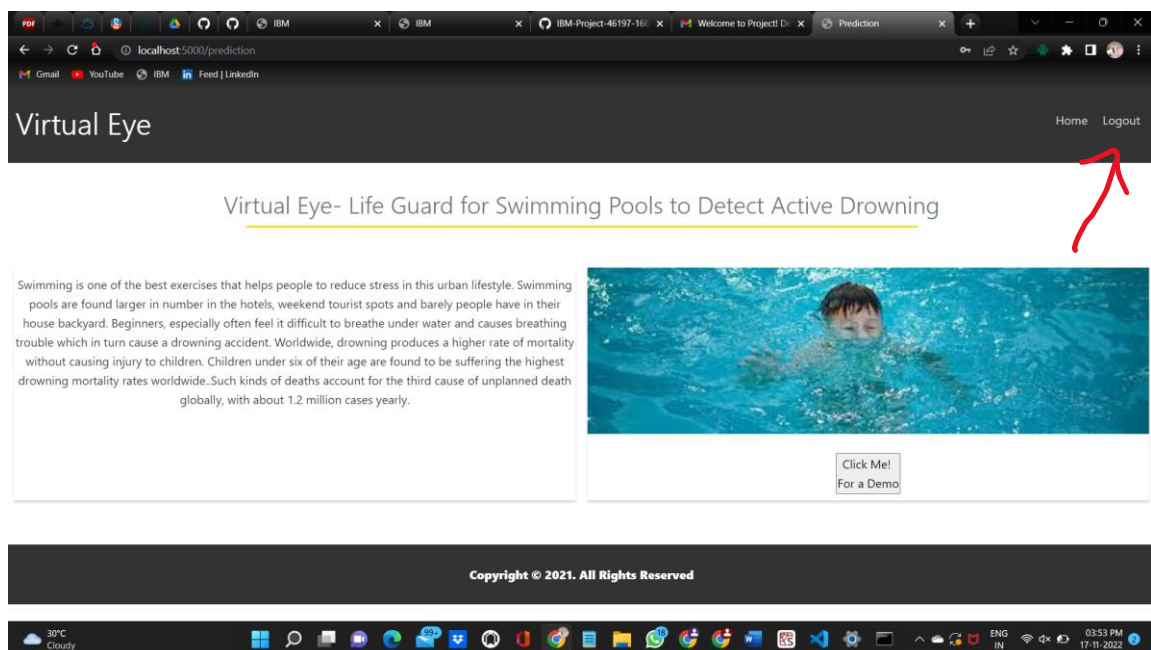 PDF
IBM
IBM
IBM-Project-46197-166
Welcome to Project! De
Prediction
localhost:5000/prediction
Gmail
YouTube
IBM
Feed | LinkedIn
Virtual Eye
Home
Logout
Virtual Eye- Life Guard for Swimming Pools to Detect Active Drowning
Swimming is one of the best exercises that helps people to reduce stress in this urban lifestyle. Swimming
pools are found larger in number in the hotels, weekend tourist spots and barely people have in their
house backyard. Beginners, especially often feel it difficult to breathe under water and causes breathing
trouble which in turn cause a drowning accident. Worldwide, drowning produces a higher rate of mortality
without causing injury to children. Children under six of their age are found to be suffering the highest
drowning mortality rates worldwide..Such kinds of deaths account for the third cause of unplanned death
globally, with about 1.2 million cases yearly.
Click Me!
For a Demo
Copyright © 2021. All Rights Reserved
30°C
Cloudy
99+
18
ENG
IN
03:53 PM
17-11-2022
2